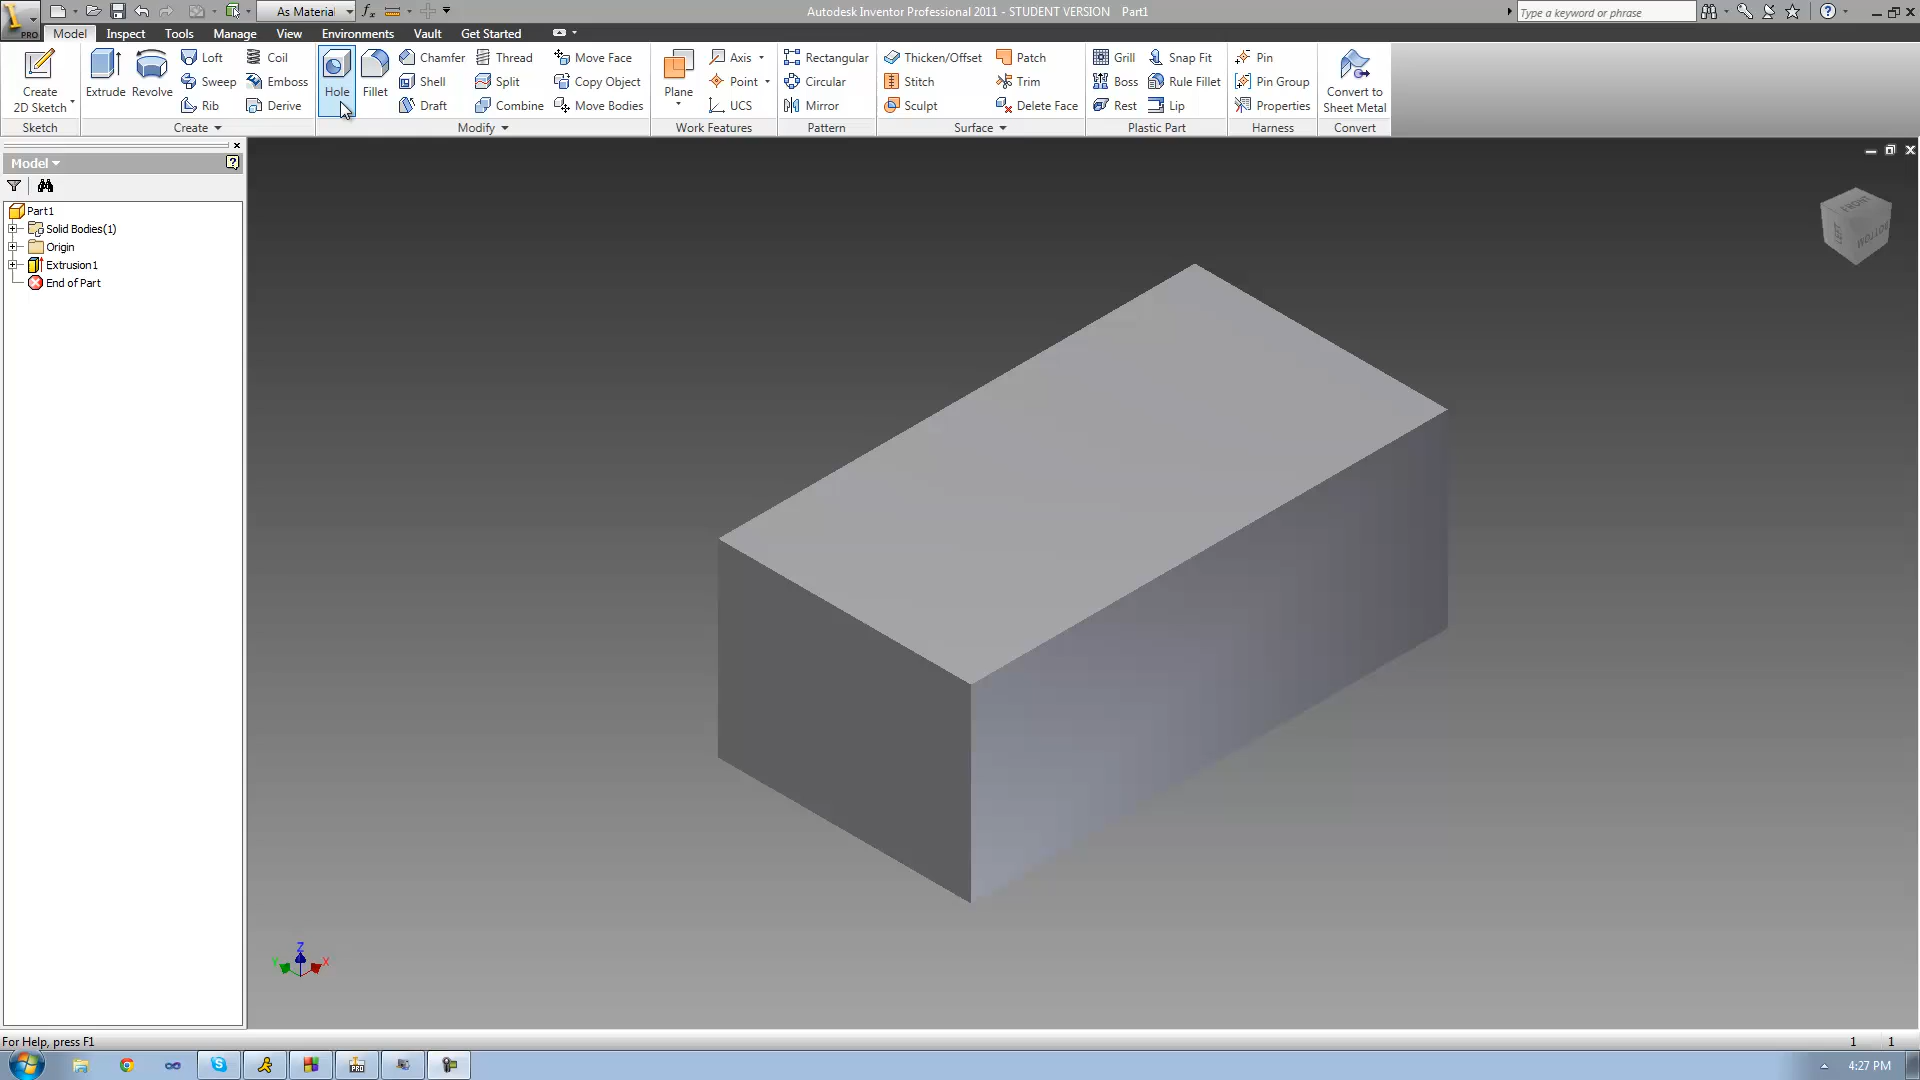 As Material
Autodesk Inventor Professional 2011 - STUDENT VERSION Part1
Type a keyword or phrase
PRO
Model Inspect Tools Manage View Environments Vault Get Started
Create 2D Sketch
Sketch
Extrude Revolve
Loft Coil
Sweep Emboss
Rib Derive
Create
Hole Fillet
Chamfer Thread Move Face
Shell Split Copy Object
Draft Combine Move Bodies
Modify
Plane
Axis
Point
UCS
Work Features
Rectangular
Circular
Mirror
Pattern
Thicken/Offset Patch
Stitch Trim
Sculpt Delete Face
Surface
Grill Snap Fit
Boss Rule Fillet
Rest Lip
Plastic Part
Pin
Pin Group
Properties
Harness
Convert to Sheet Metal
Convert
Model
Part1
Solid Bodies(1)
Origin
Extrusion1
End of Part
FRONT
BOTTOM
Z
Y
X
For Help, press F1
1 1
PRO
4:27 PM